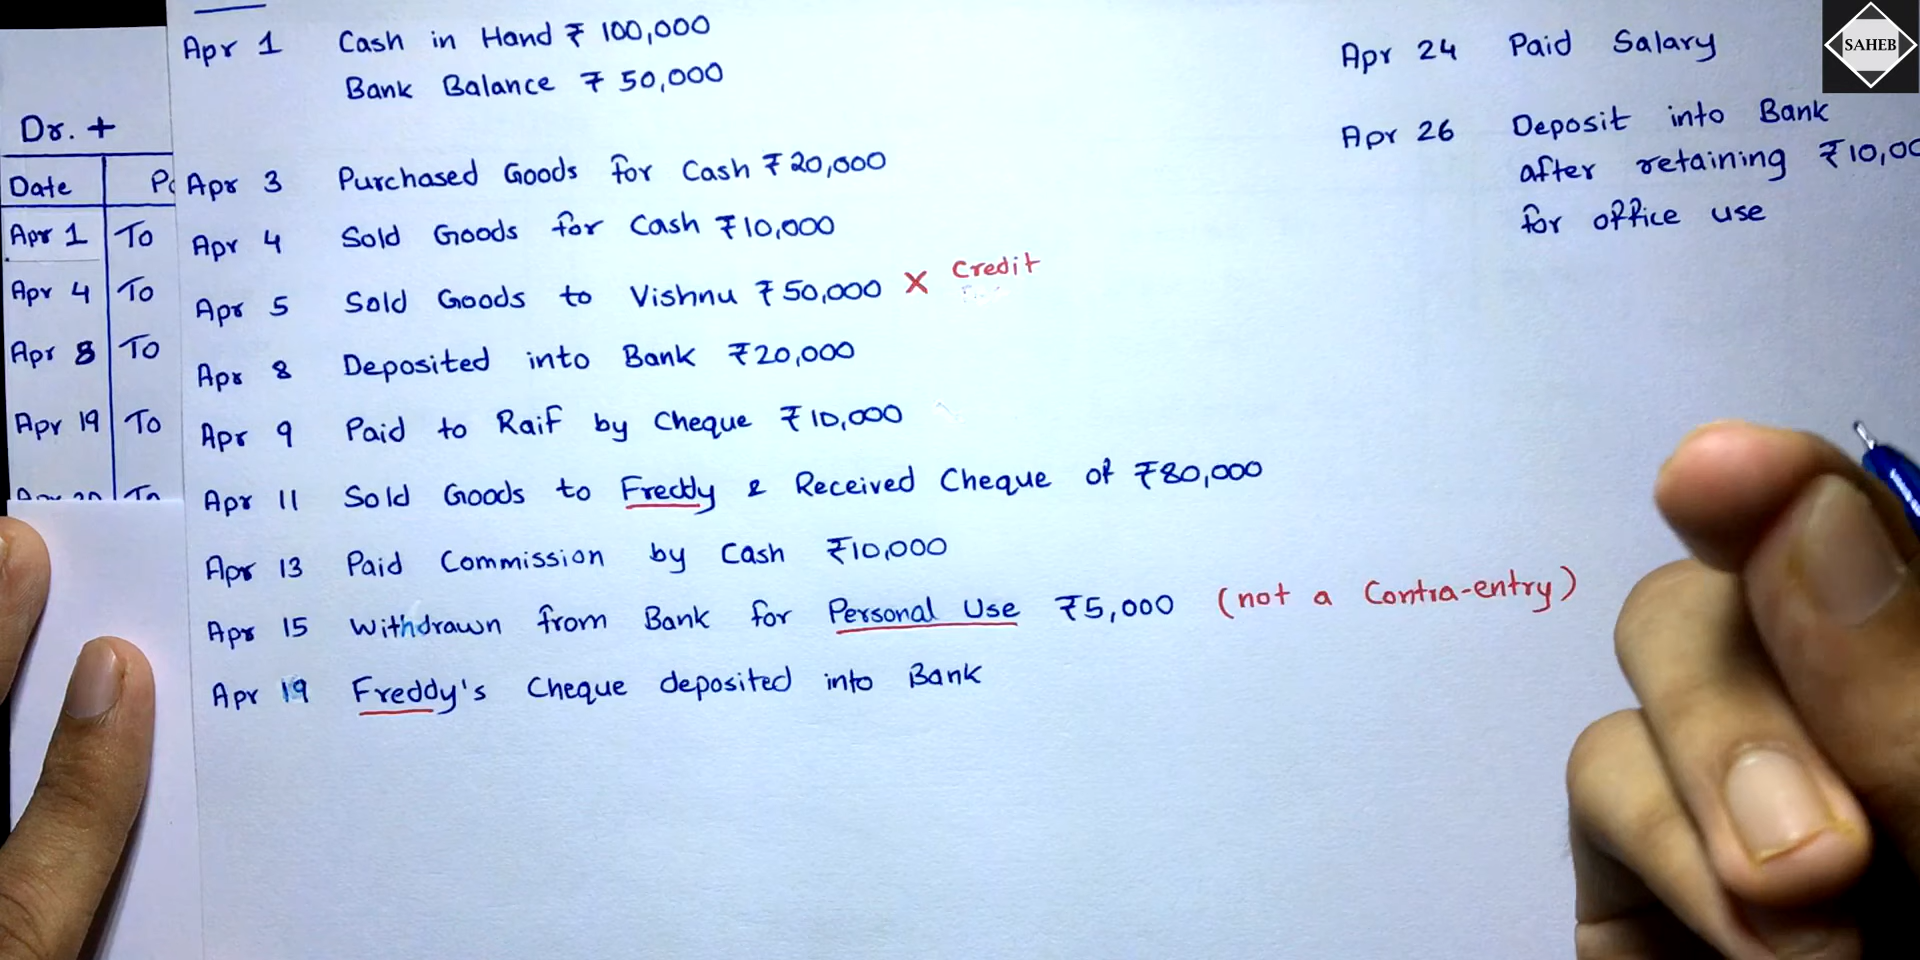 Apr 1 Cash in Hand ₹ 100,000
Bank Balance ₹ 50,000
Apr 3 Purchased Goods for Cash ₹20,000
Apr 4 Sold Goods for Cash ₹10,000
Apr 5 Sold Goods to Vishnu ₹50,000 X Credit
Apr 8 Deposited into Bank ₹20,000
Apr 9 Paid to Raif by Cheque ₹10,000
Apr 11 Sold Goods to Freddy & Received Cheque of ₹80,000
Apr 13 Paid Commission by Cash ₹10,000
Apr 15 Withdrawn from Bank for Personal Use ₹5,000 (not a Contra-entry)
Apr 19 Freddy's Cheque deposited into Bank
Apr 24 Paid Salary
Apr 26 Deposit into Bank
after retaining ₹10,00
for office use
Dr. +
Date
Apr 1 To
Apr 4 To
Apr 8 To
Apr 19 To
SAHEB